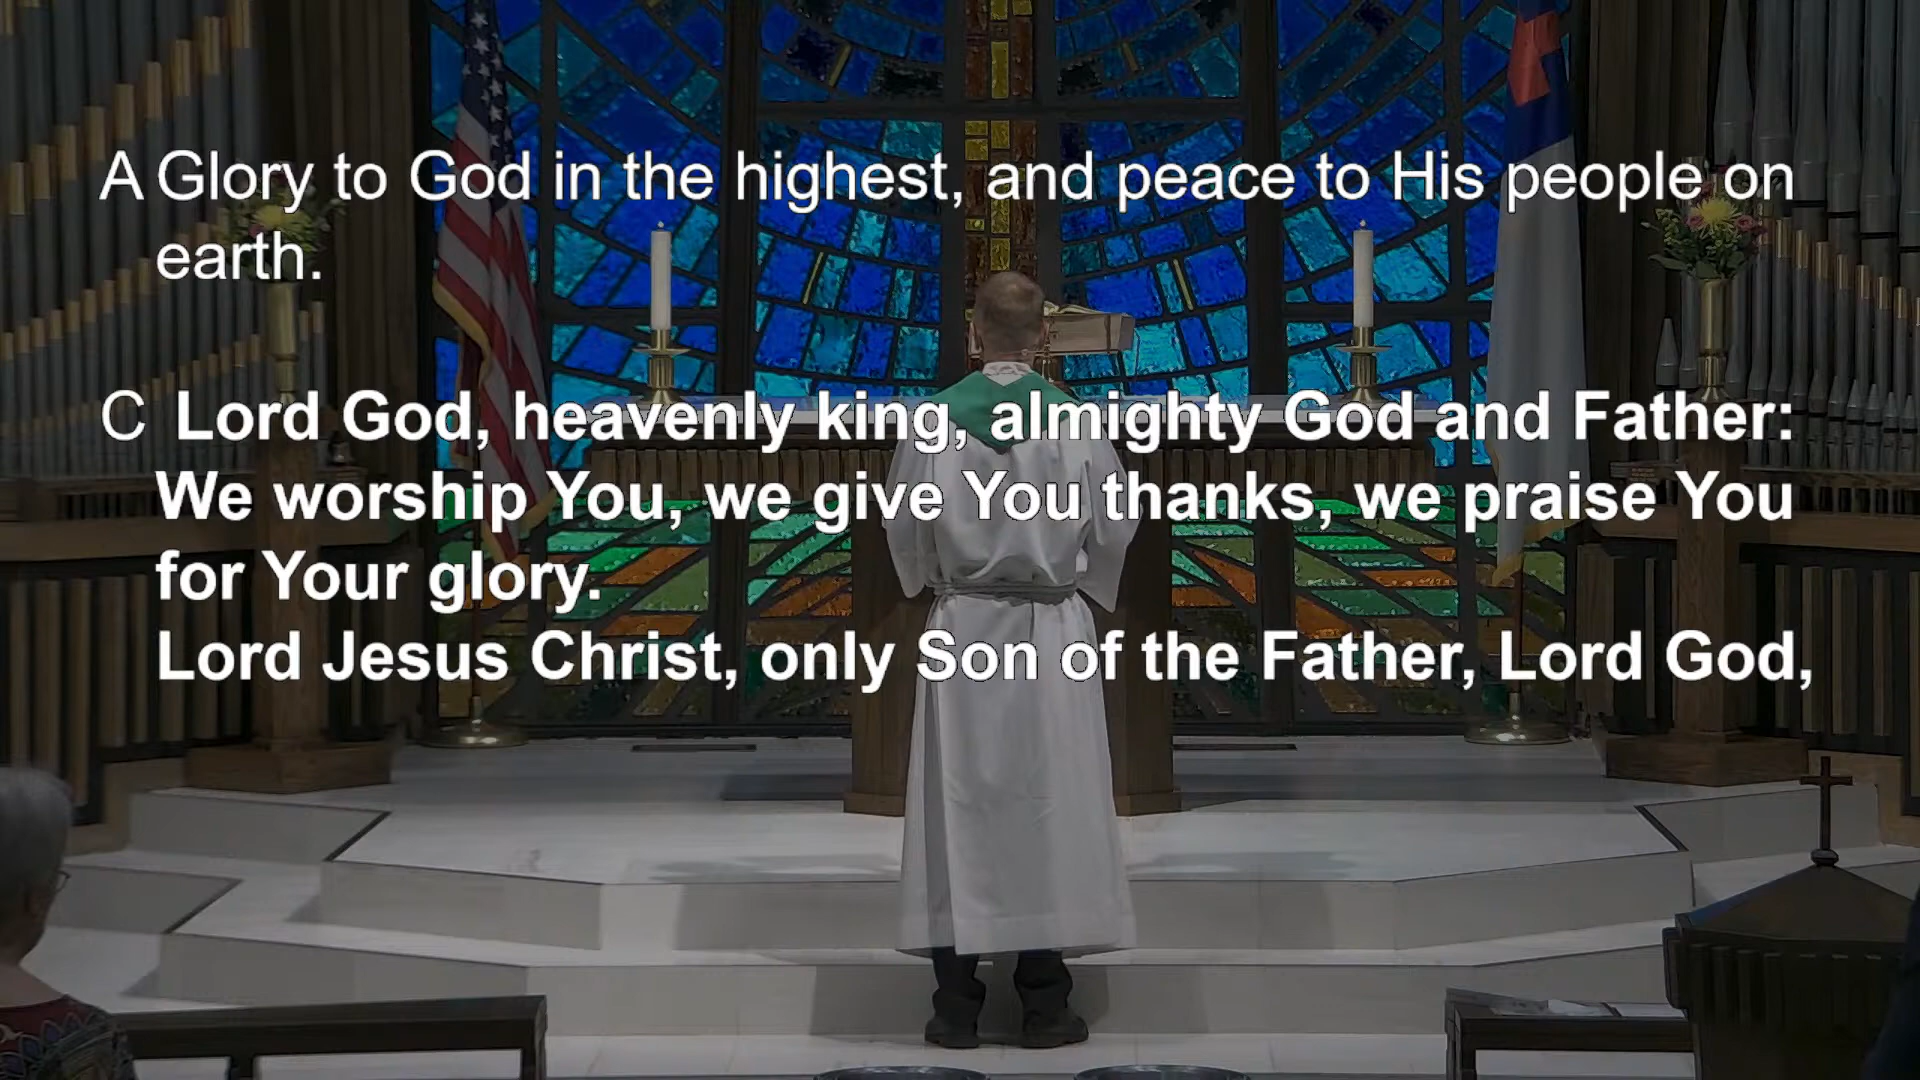 A Glory to God in the highest, and peace to His people on
earth.
C Lord God, heavenly king, almighty God and Father:
We worship You, we give You thanks, we praise You
for Your glory.
Lord Jesus Christ, only Son of the Father, Lord God,